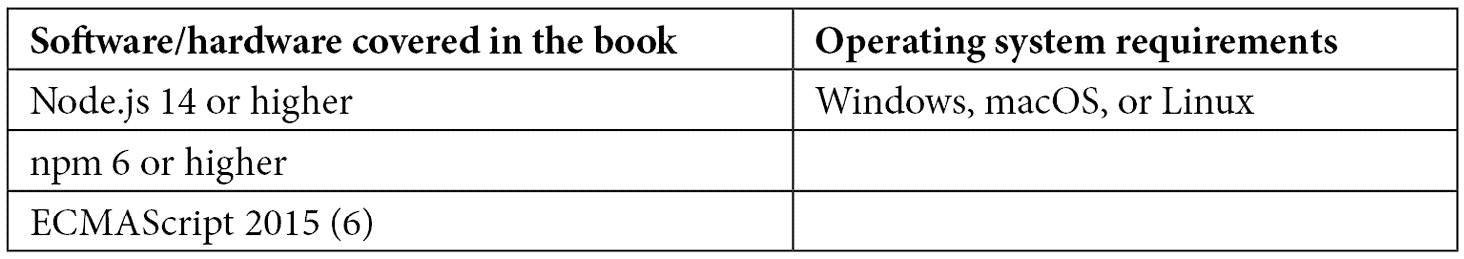 Software/hardware covered in the book
Operating system requirements
Node.js 14 or higher
Windows, macOS, or Linux
npm 6 or higher
ECMAScript 2015 (6)